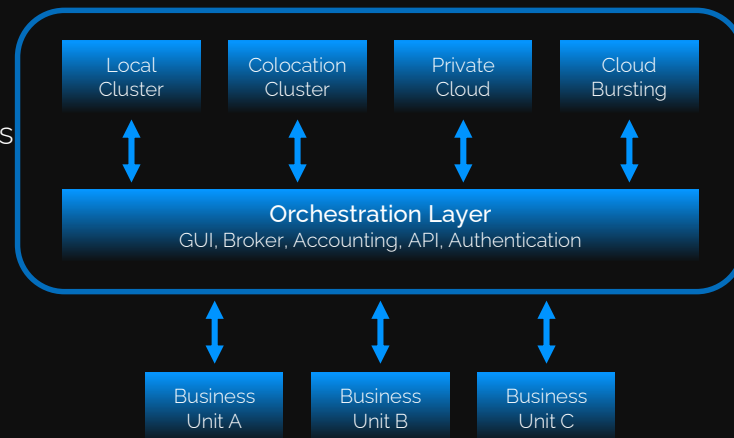 Local
Cluster
Colocation
Cluster
Private
Cloud
Cloud
Bursting
Orchestration Layer
GUI, Broker, Accounting, API, Authentication
Business
Unit A
Business
Unit B
Business
Unit C